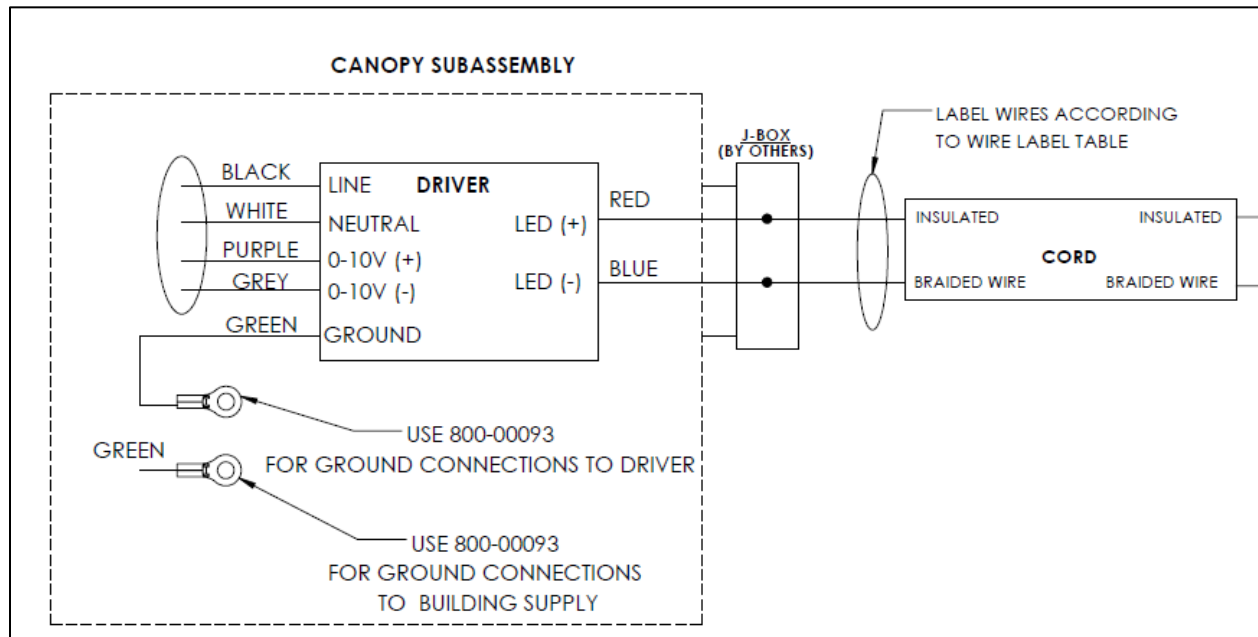 CANOPY SUBASSEMBLY
LABEL WIRES ACCORDING
TO WIRE LABEL TABLE
J-BOX
(BY OTHERS)
BLACK
LINE
DRIVER
RED
WHITE
NEUTRAL
LED (+)
INSULATED
INSULATED
PURPLE
0-10V (+)
CORD
GREY
0-10V (-)
LED (-)
BLUE
BRAIDED WIRE
BRAIDED WIRE
GREEN
GROUND
USE 800-00093
FOR GROUND CONNECTIONS TO DRIVER
GREEN
USE 800-00093
FOR GROUND CONNECTIONS
TO BUILDING SUPPLY